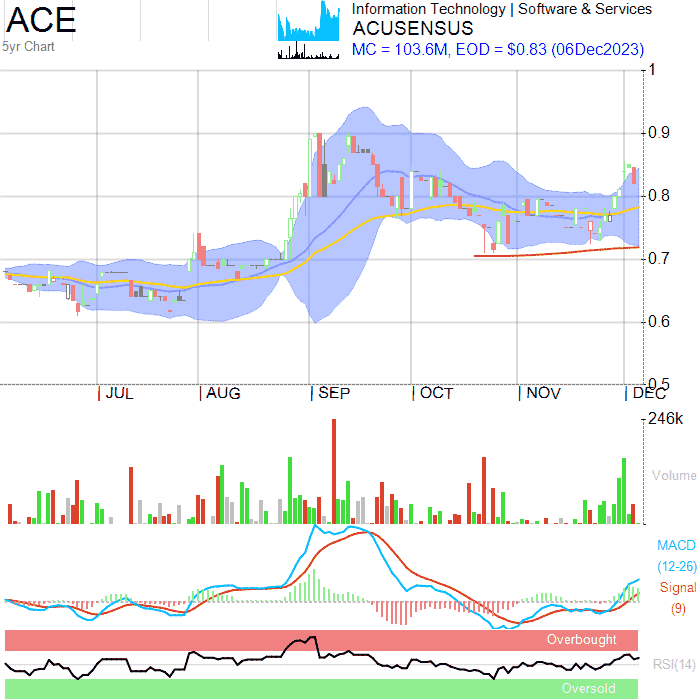 ACE
5yr Chart
Information Technology | Software & Services
ACUSENSUS
MC = 103.6M, EOD = $0.83 (06Dec2023)
1
0.9
0.8
0.7
0.6
0.5
JUL AUG SEP OCT NOV DEC
246k
Volume
MACD
(12-26)
Signal
(9)
Overbought
RSI(14)
Oversold